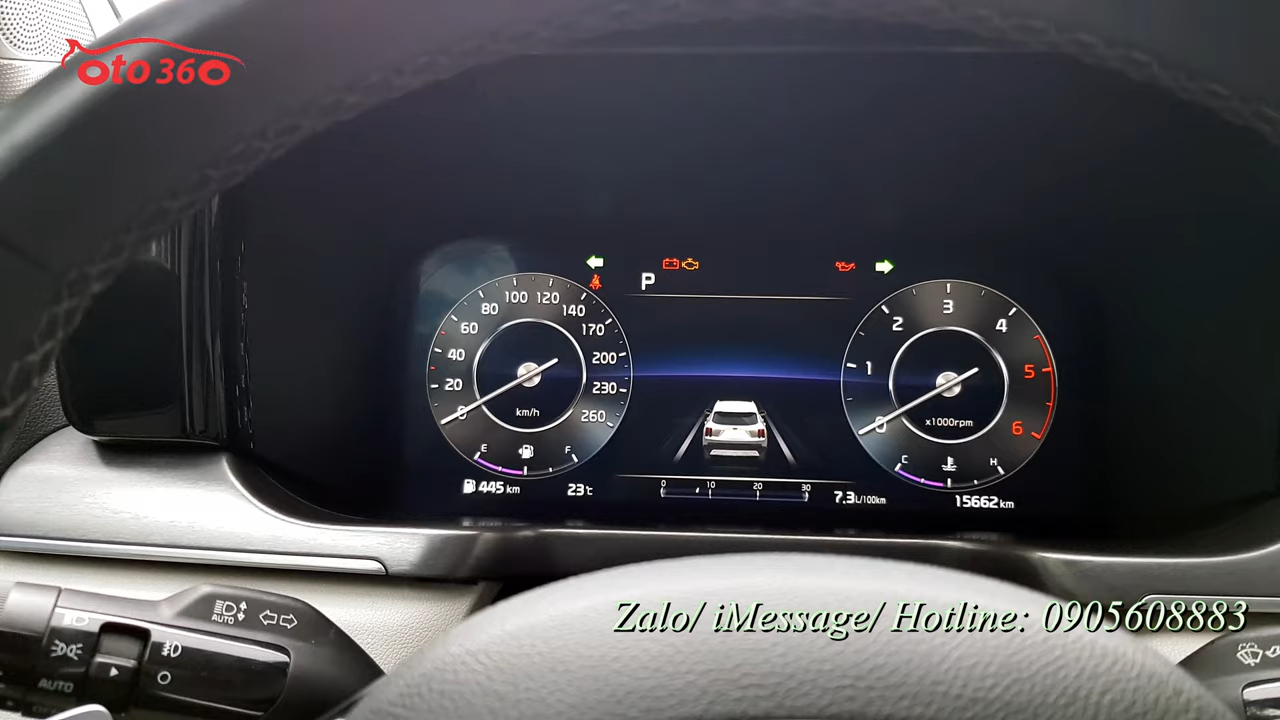 oto 360
P
0
20
40
60
80
100
120
140
170
200
230
260
km/h
E
F
445 km
23℃
0 10 20 30
7.3 L/100km
0
1
2
3
4
5
6
x1000rpm
C
H
15662 km
AUTO
AUTO
Zalo/ iMessage/ Hotline: 0905608883